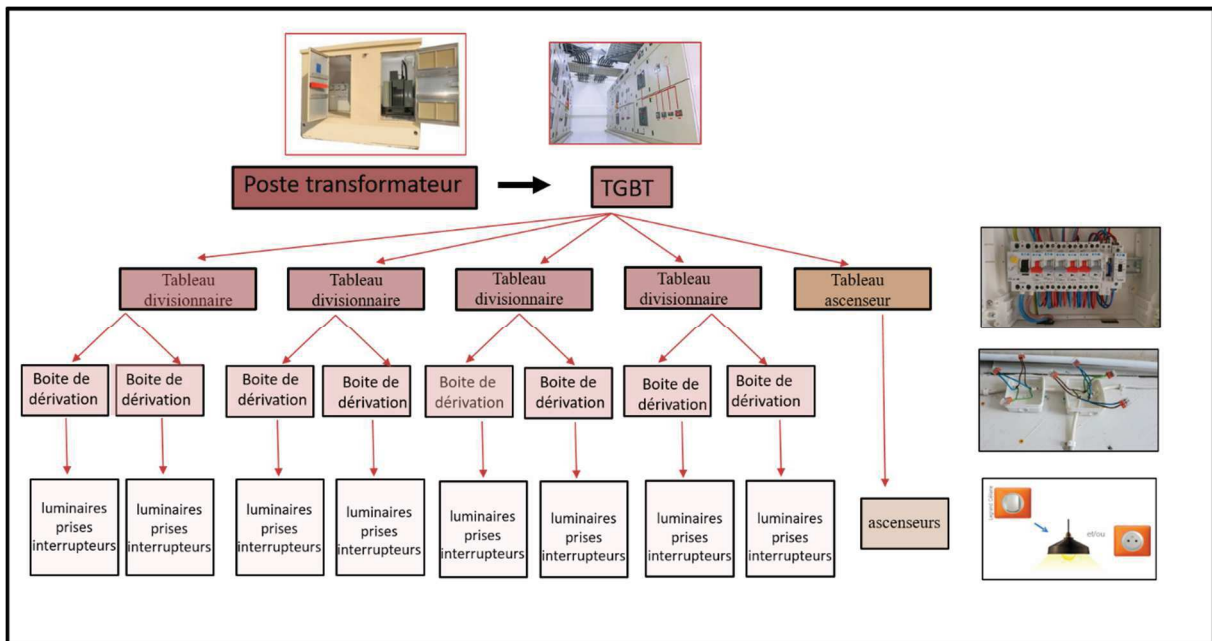 Poste transformateur
TGBT
Tableau
divisionnaire
Tableau
divisionnaire
Tableau
divisionnaire
Tableau
divisionnaire
Tableau
ascenseur
Boite de
dérivation
Boite de
dérivation
Boite de
dérivation
Boite de
dérivation
Boite de
dérivation
Boite de
dérivation
Boite de
dérivation
Boite de
dérivation
luminaires
prises
interrupteurs
luminaires
prises
interrupteurs
luminaires
prises
interrupteurs
luminaires
prises
interrupteurs
luminaires
prises
interrupteurs
luminaires
prises
interrupteurs
luminaires
prises
interrupteurs
luminaires
prises
interrupteurs
ascenseurs
et/ou